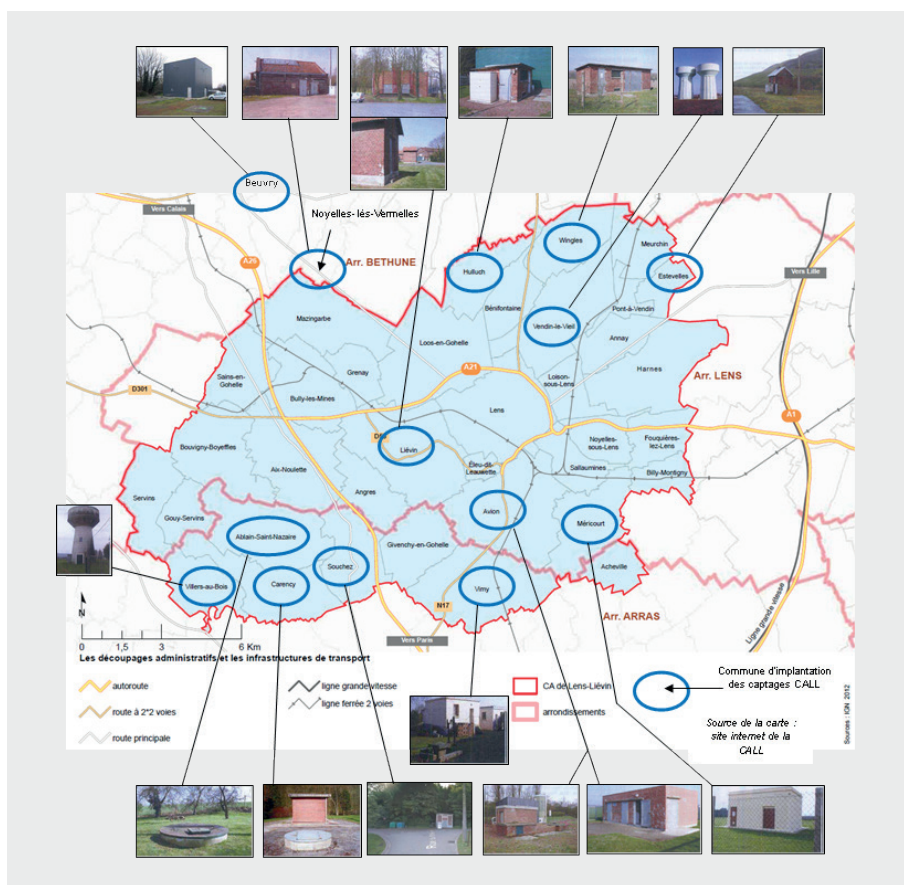 Beuvry
Vers Calais
Noyelles- lés-Vermelles
Wingles
Meurchin
A26
Arr. BETHUNE
Hulluch
Estevelles
Vers Lille
Bénifontaine
Pont-à-Vendin
Mazingarbe
Vendin-le-Vieil
Loos-en-Gohelle
Annay
Sains-en-
Gohelle
Grenay
A21
Loison-
sous-Lens
Harnes
Arr. LENS
D301
Bully-les-Mines
Lens
A1
Bouvigny-Boyeffles
Liévin
Noyelles-
sous-Lens
Fouquières-
lez-Lens
Aix-Noulette
Éleu-dit-
Leauwette
Sallaumines
Billy-Montigny
Servins
Angres
Gouy-Servins
Avion
Ablain-Saint-Nazaire
Méricourt
Givenchy-en-Gohelle
Souchez
Acheville
Villers-au-Bois
Carency
Vimy
N
N17
Arr. ARRAS
Ligne grande vitesse
Vers Paris
0 1,5 3 6 Km
Les découpages administratifs et les infrastructures de transport
autoroute
route à 2*2 voies
route principale
ligne grande vitesse
ligne ferrée 2 voies
CA de Lens-Liévin
arrondissements
Commune d'implantation
des captages CALL
Source de la carte :
site internet de la
CALL
Sources : IGN 2012